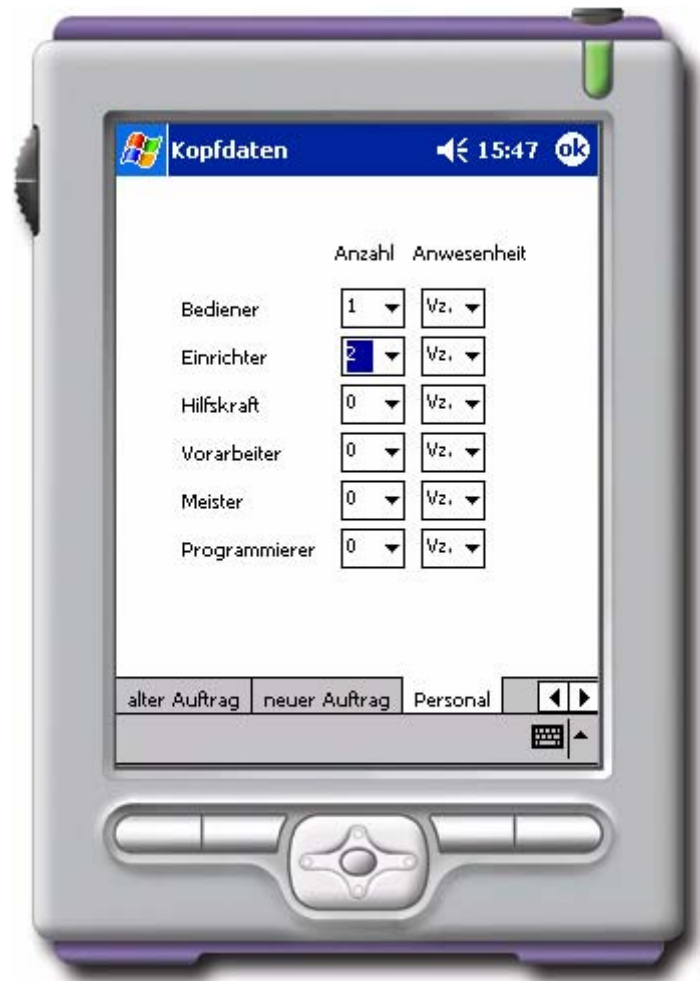 Kopfdaten 15:47 ok
Anzahl Anwesenheit
Bediener 1 Vz.
Einrichter 2 Vz.
Hilfskraft 0 Vz.
Vorarbeiter 0 Vz.
Meister 0 Vz.
Programmierer 0 Vz.
alter Auftrag neuer Auftrag Personal